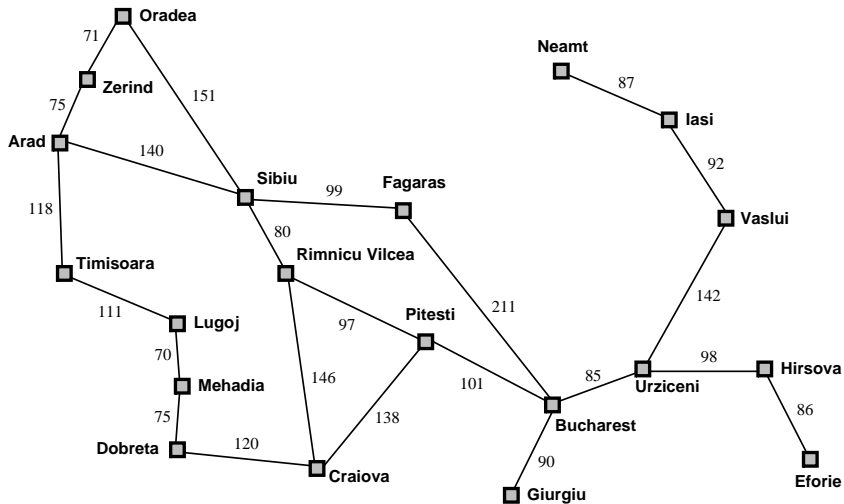 Oradea
71
Neamt
87
Zerind
151
75
Iasi
Arad
140
92
Sibiu
99
Fagaras
118
Vaslui
80
Timisoara
Rimnicu Vilcea
142
111
Lugoj
97
Pitesti
211
70
98
Hirsova
Mehadia
146
101
85
Urziceni
75
138
86
Bucharest
120
Dobreta
90
Craiova
Eforie
Giurgiu